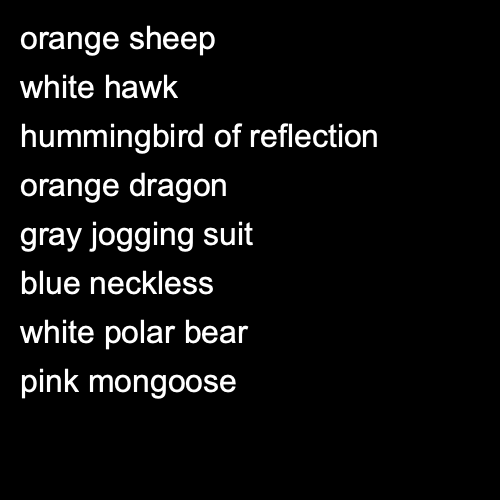 orange sheep
white hawk
hummingbird of reflection
orange dragon
gray jogging suit
blue neckless
white polar bear
pink mongoose